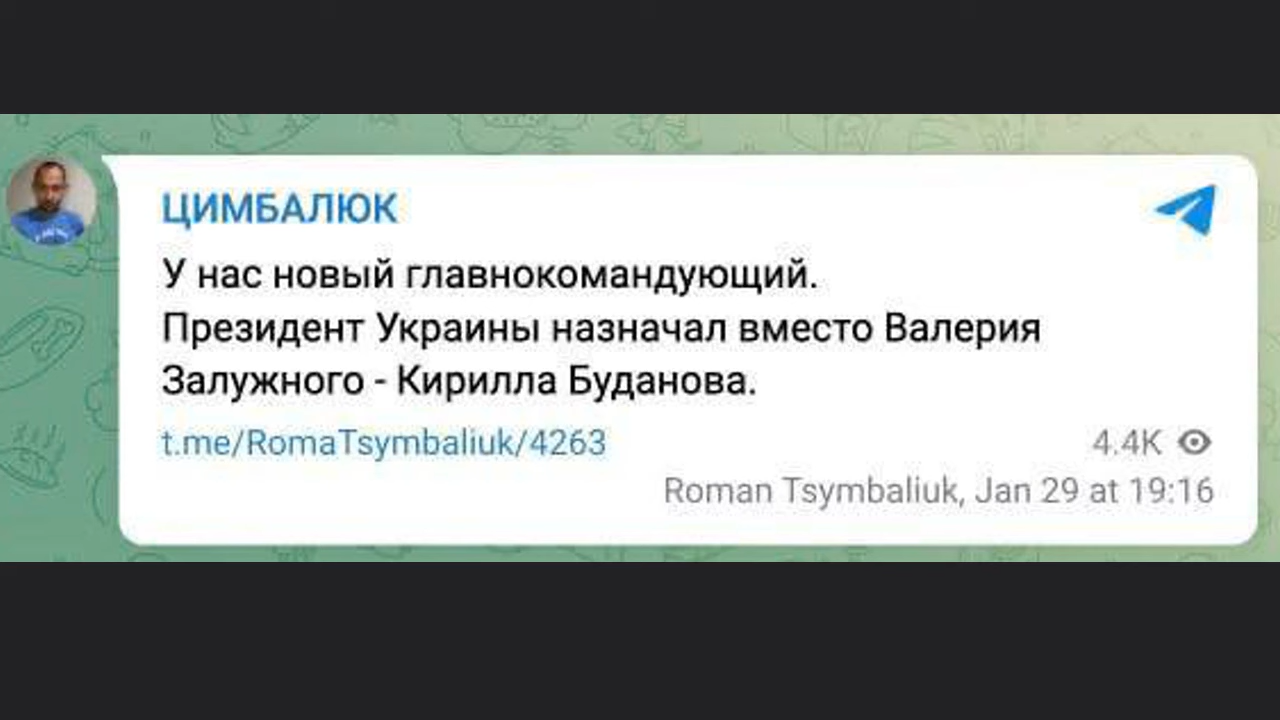 ЦИМБАЛЮК
У нас новый главнокомандующий.
Президент Украины назначал вместо Валерия
Залужного - Кирилла Буданова.
t.me/RomaTsymbaliuk/4263
4.4K
Roman Tsymbaliuk, Jan 29 at 19:16